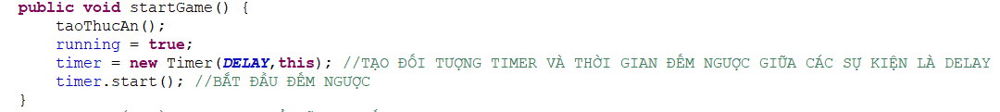 public void startGame() {
taoThucAn();
running = true;
timer = new Timer(DELAY,this); //TẠO ĐỐI TƯỢNG TIMER VÀ THỜI GIAN ĐẾM NGƯỢC GIỮA CÁC SỰ KIỆN LÀ DELAY
timer.start(); //BẮT ĐẦU ĐẾM NGƯỢC
}